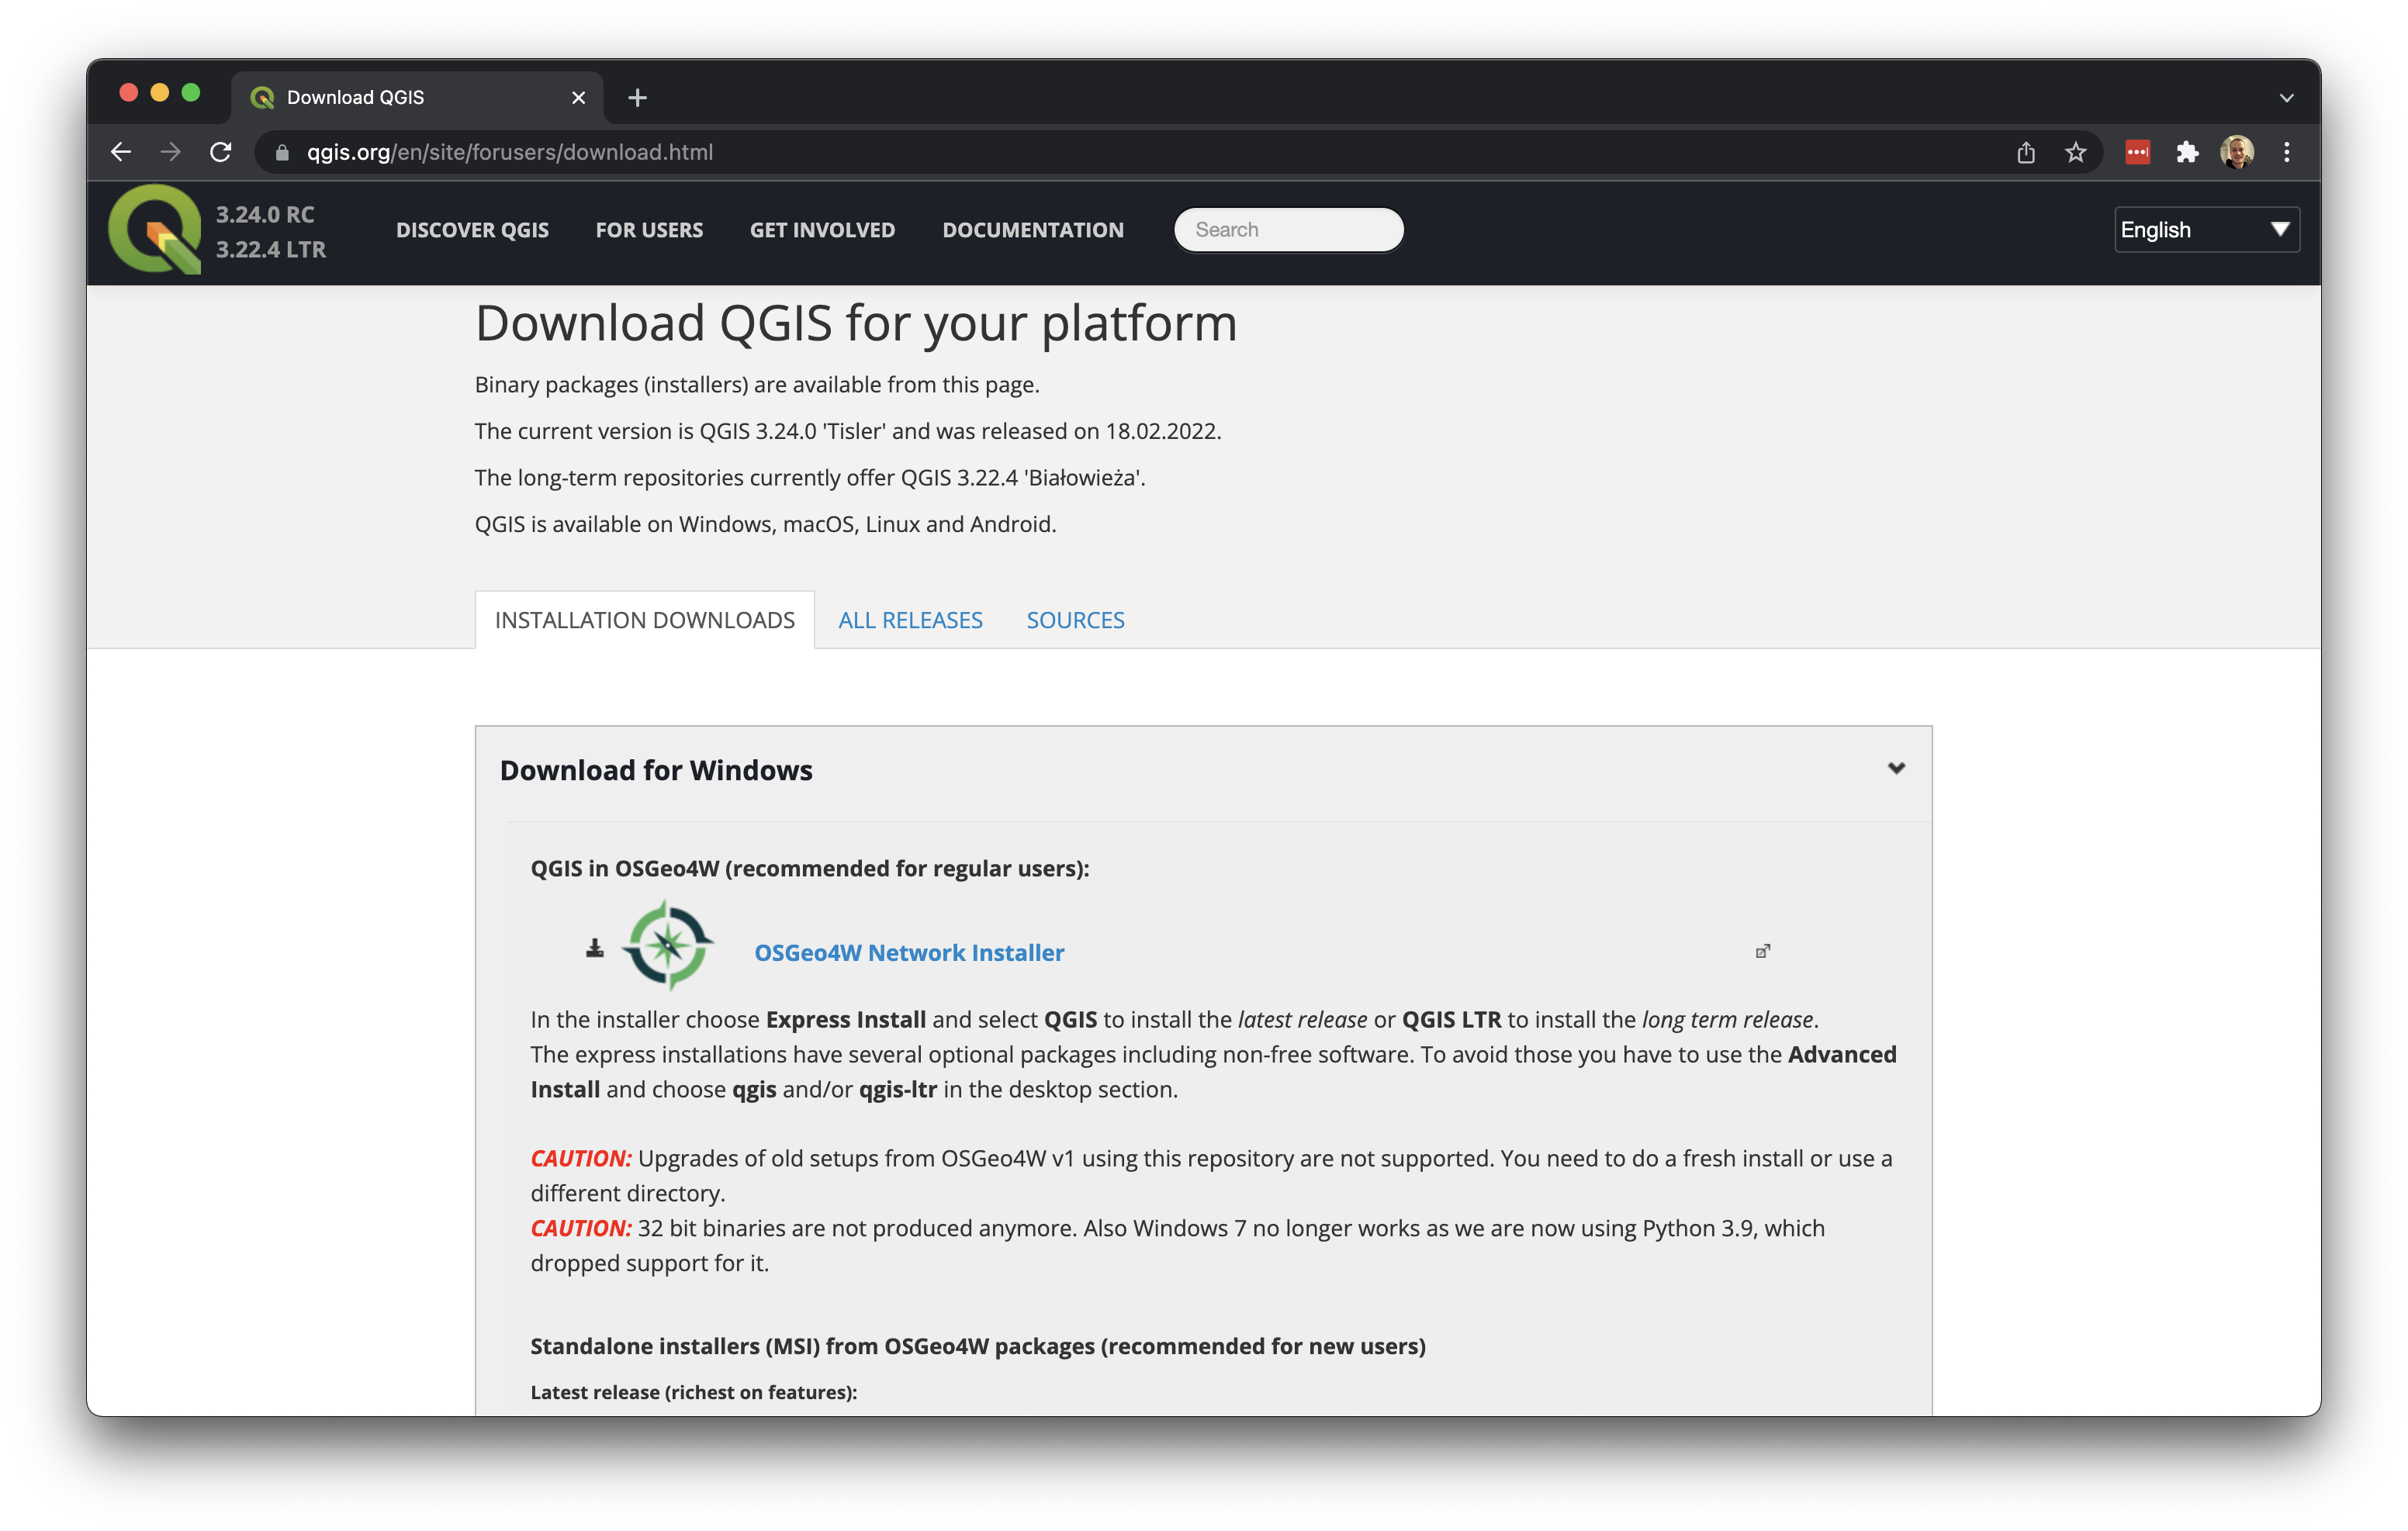 Download QGIS
qgis.org/en/site/forusers/download.html
3.24.0 RC
3.22.4 LTR
DISCOVER QGIS
FOR USERS
GET INVOLVED
DOCUMENTATION
Search
English
Download QGIS for your platform
Binary packages (installers) are available from this page.
The current version is QGIS 3.24.0 'Tisler' and was released on 18.02.2022.
The long-term repositories currently offer QGIS 3.22.4 'Białowieża'.
QGIS is available on Windows, macOS, Linux and Android.
INSTALLATION DOWNLOADS
ALL RELEASES
SOURCES
Download for Windows
QGIS in OSGeo4W (recommended for regular users):
OSGeo4W Network Installer
In the installer choose Express Install and select QGIS to install the latest release or QGIS LTR to install the long term release.
The express installations have several optional packages including non-free software. To avoid those you have to use the Advanced
Install and choose qgis and/or qgis-ltr in the desktop section.
CAUTION: Upgrades of old setups from OSGeo4W v1 using this repository are not supported. You need to do a fresh install or use a
different directory.
CAUTION: 32 bit binaries are not produced anymore. Also Windows 7 no longer works as we are now using Python 3.9, which
dropped support for it.
Standalone installers (MSI) from OSGeo4W packages (recommended for new users)
Latest release (richest on features):